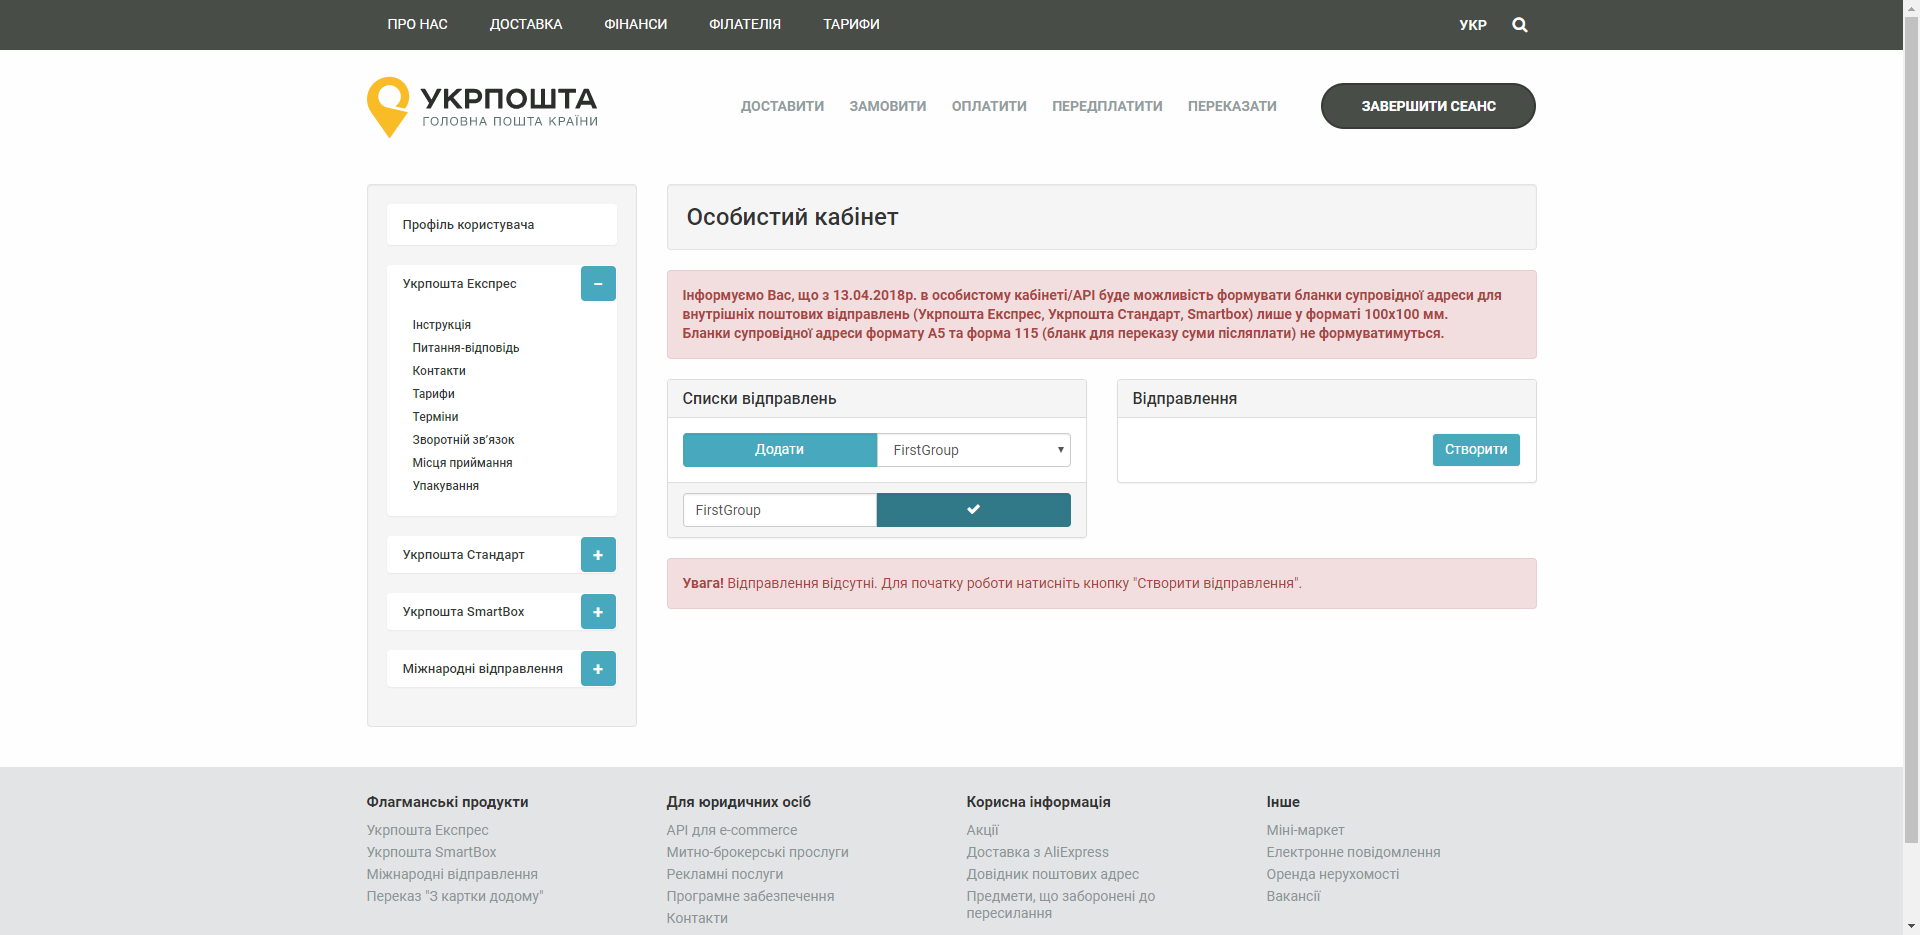 ПРО НАС
ДОСТАВКА
ФІНАНСИ
ФІЛАТЕЛІЯ
ТАРИФИ
УКР
УКРПОШТА
ГОЛОВНА ПОШТА КРАЇНИ
ДОСТАВИТИ
ЗАМОВИТИ
ОПЛАТИТИ
ПЕРЕДПЛАТИТИ
ПЕРЕКАЗАТИ
ЗАВЕРШИТИ СЕАНС
Профіль користувача
Укрпошта Експрес
Інструкція
Питання-відповідь
Контакти
Тарифи
Терміни
Зворотній зв'язок
Місця приймання
Упакування
Укрпошта Стандарт
Укрпошта SmartBox
Міжнародні відправлення
Особистий кабінет
Інформуємо Вас, що з 13.04.2018р. в особистому кабінеті/API буде можливість формувати бланки супровідної адреси для
внутрішніх поштових відправлень (Укрпошта Експрес, Укрпошта Стандарт, Smartbox) лише у форматі 100х100 мм.
Бланки супровідної адреси формату А5 та форма 115 (бланк для переказу суми післяплати) не формуватимуться.
Списки відправлень
Додати
FirstGroup
FirstGroup
Відправлення
Створити
Увага! Відправлення відсутні. Для початку роботи натисніть кнопку "Створити відправлення".
Флагманські продукти
Укрпошта Експрес
Укрпошта SmartBox
Міжнародні відправлення
Переказ "З картки додому"
Для юридичних осіб
API для e-commerce
Митно-брокерські прослуги
Рекламні послуги
Програмне забезпечення
Контакти
Корисна інформація
Акції
Доставка з AliExpress
Довідник поштових адрес
Предмети, що заборонені до
пересилання
Інше
Міні-маркет
Електронне повідомлення
Оренда нерухомості
Вакансії